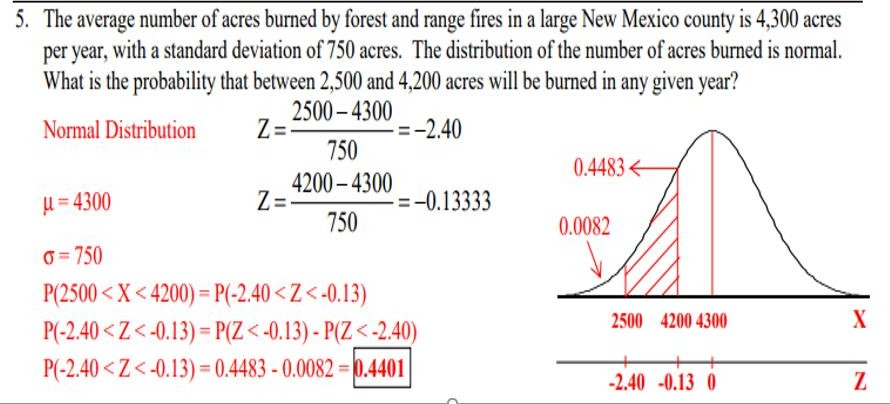 5. The average number of acres burned by forest and range fires in a large New Mexico county is 4,300 acres
per year, with a standard deviation of 750 acres. The distribution of the number of acres burned is normal.
What is the probability that between 2,500 and 4,200 acres will be burned in any given year?
Normal Distribution
Z = (2500 – 4300)/750 = –2.40
μ = 4300
Z = (4200 – 4300)/750 = –0.13333
σ = 750
P(2500 < X < 4200) = P(-2.40 < Z < -0.13)
P(-2.40 < Z < -0.13) = P(Z < -0.13) - P(Z < -2.40)
P(-2.40 < Z < -0.13) = 0.4483 - 0.0082 = 0.4401
0.4483
0.0082
2500 4200 4300 X
-2.40 -0.13 0 Z